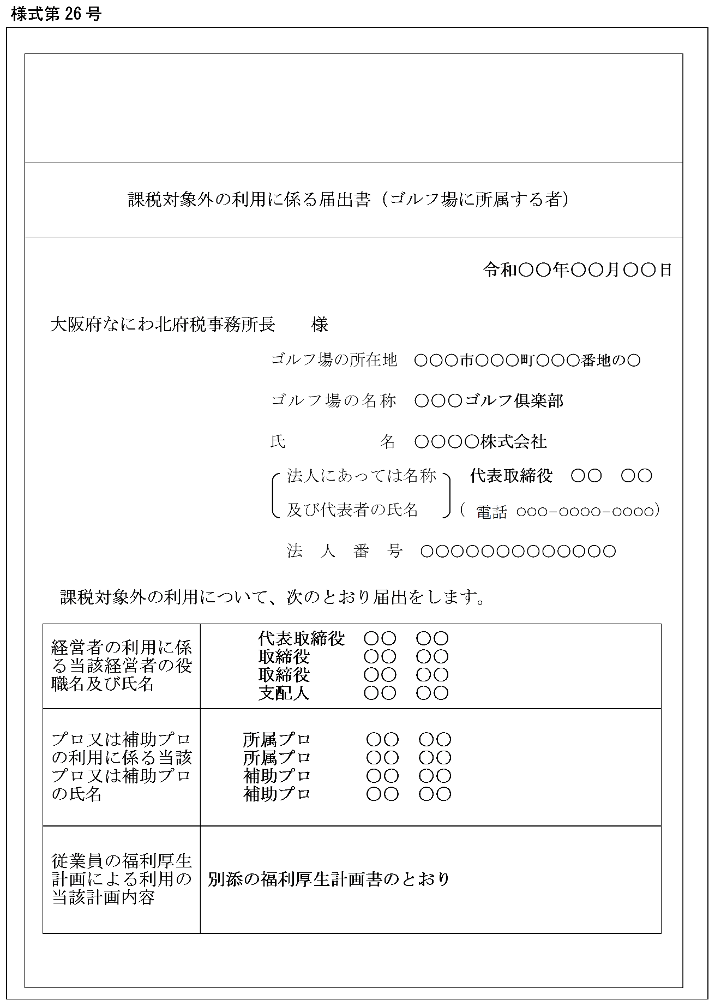 様式第 26 号
課税対象外の利用に係る届出書（ゴルフ場に所属する者）
令和〇〇年〇〇月〇〇日
大阪府なにわ北府税事務所長　　様
ゴルフ場の所在地　〇〇〇市〇〇〇町〇〇〇番地の〇
ゴルフ場の名称　〇〇〇ゴルフ倶楽部
氏　　　　　名　〇〇〇〇株式会社
法人にあっては名称　代表取締役　〇〇　〇〇
及び代表者の氏名　（ 電話 ○○○−○○○○−○○○○）
法　人　番　号　〇〇〇〇〇〇〇〇〇〇〇〇〇
課税対象外の利用について、次のとおり届出をします。
経営者の利用に係
る当該経営者の役
職名及び氏名
代表取締役　〇〇　〇〇
取締役　　　〇〇　〇〇
取締役　　　〇〇　〇〇
支配人　　　〇〇　〇〇
プロ又は補助プロ
の利用に係る当該
プロ又は補助プロ
の氏名
所属プロ　　　〇〇　〇〇
所属プロ　　　〇〇　〇〇
補助プロ　　　〇〇　〇〇
補助プロ　　　〇〇　〇〇
従業員の福利厚生
計画による利用の
当該計画内容
別添の福利厚生計画書のとおり